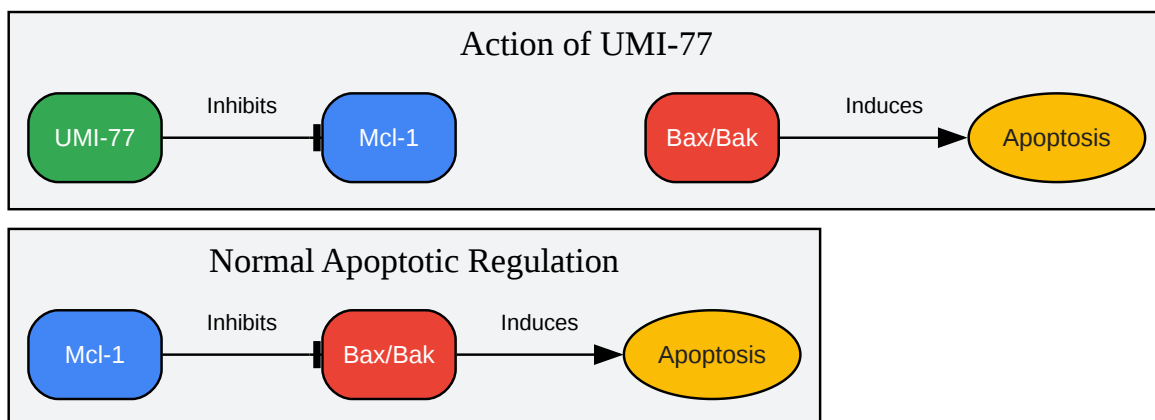 Action of UMI-77
Inhibits
Induces
UMI-77
Mcl-1
Bax/Bak
Apoptosis
Normal Apoptotic Regulation
Inhibits
Induces
Mcl-1
Bax/Bak
Apoptosis